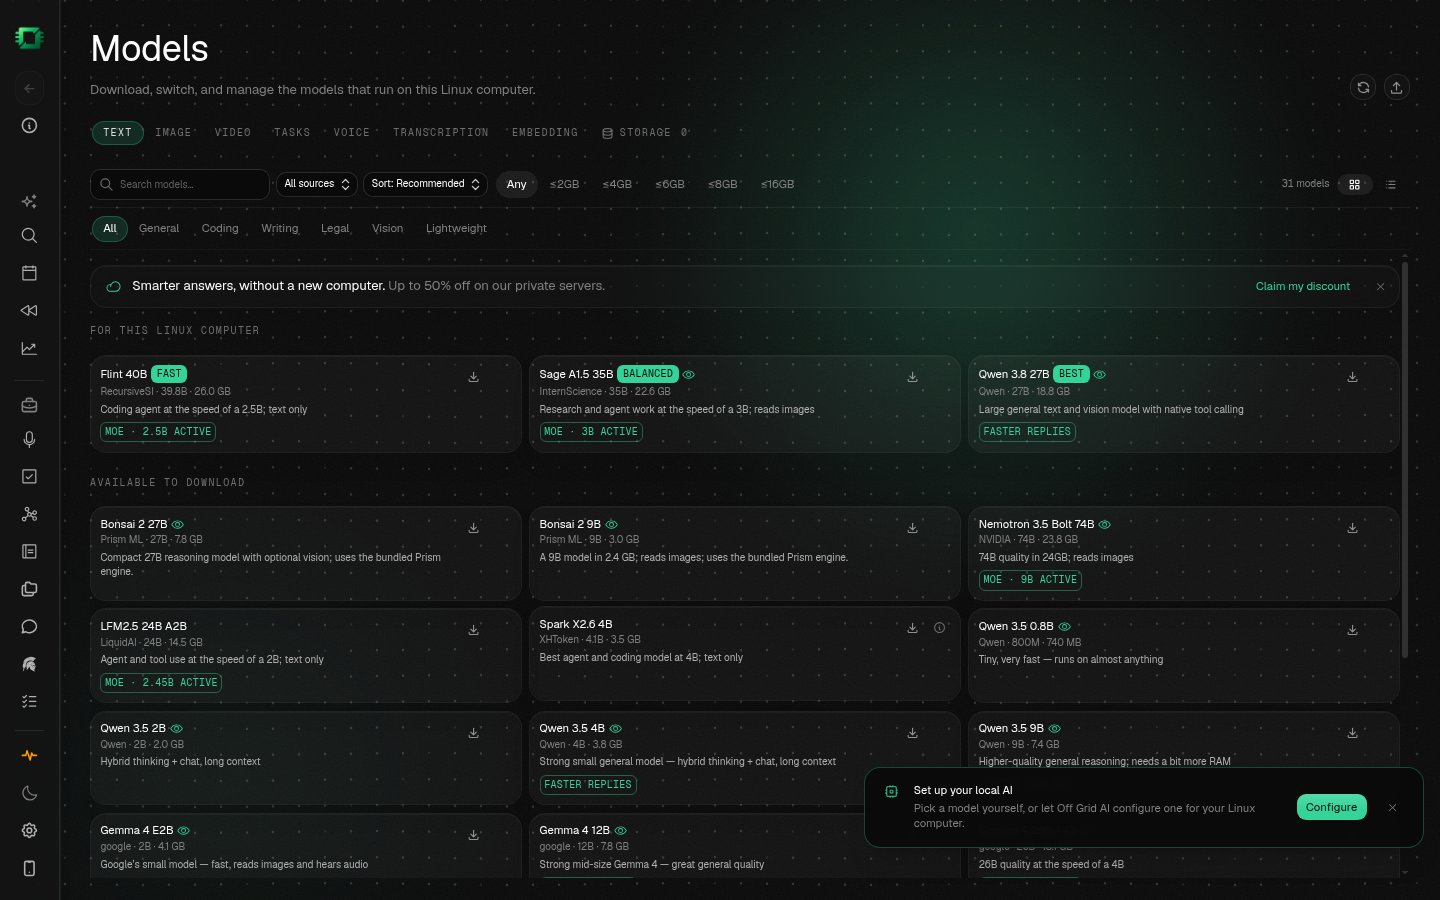 Models
Download, switch, and manage the models that run on this Linux computer.
TEXT IMAGE VIDEO TASKS VOICE TRANSCRIPTION EMBEDDING STORAGE 0
Search models... All sources Sort: Recommended Any ≤2GB ≤4GB ≤6GB ≤8GB ≤16GB 31 models
All General Coding Writing Legal Vision Lightweight
Smarter answers, without a new computer. Up to 50% off on our private servers. Claim my discount
FOR THIS LINUX COMPUTER
Flint 40B FAST
RecursiveSI · 39.8B · 26.0 GB
Coding agent at the speed of a 2.5B; text only
MOE · 2.5B ACTIVE
Sage A1.5 35B BALANCED
InternScience · 35B · 22.6 GB
Research and agent work at the speed of a 3B; reads images
MOE · 3B ACTIVE
Qwen 3.8 27B BEST
Qwen · 27B · 18.8 GB
Large general text and vision model with native tool calling
FASTER REPLIES
AVAILABLE TO DOWNLOAD
Bonsai 2 27B
Prism ML · 27B · 7.8 GB
Compact 27B reasoning model with optional vision; uses the bundled Prism
engine.
Bonsai 2 9B
Prism ML · 9B · 3.0 GB
A 9B model in 2.4 GB; reads images; uses the bundled Prism engine.
Nemotron 3.5 Bolt 74B
NVIDIA · 74B · 23.8 GB
74B quality in 24GB; reads images
MOE · 9B ACTIVE
LFM2.5 24B A2B
LiquidAI · 24B · 14.5 GB
Agent and tool use at the speed of a 2B; text only
MOE · 2.45B ACTIVE
Spark X2.6 4B
XHToken · 4.1B · 3.5 GB
Best agent and coding model at 4B; text only
Qwen 3.5 0.8B
Qwen · 800M · 740 MB
Tiny, very fast — runs on almost anything
Qwen 3.5 2B
Qwen · 2B · 2.0 GB
Hybrid thinking + chat, long context
Qwen 3.5 4B
Qwen · 4B · 3.8 GB
Strong small general model — hybrid thinking + chat, long context
FASTER REPLIES
Qwen 3.5 9B
Qwen · 9B · 7.4 GB
Higher-quality general reasoning; needs a bit more RAM
Gemma 4 E2B
google · 2B · 4.1 GB
Google's small model — fast, reads images and hears audio
Gemma 4 12B
google · 12B · 7.8 GB
Strong mid-size Gemma 4 — great general quality
26B quality at the speed of a 4B
Set up your local AI
Pick a model yourself, or let Off Grid AI configure one for your Linux
computer.
Configure